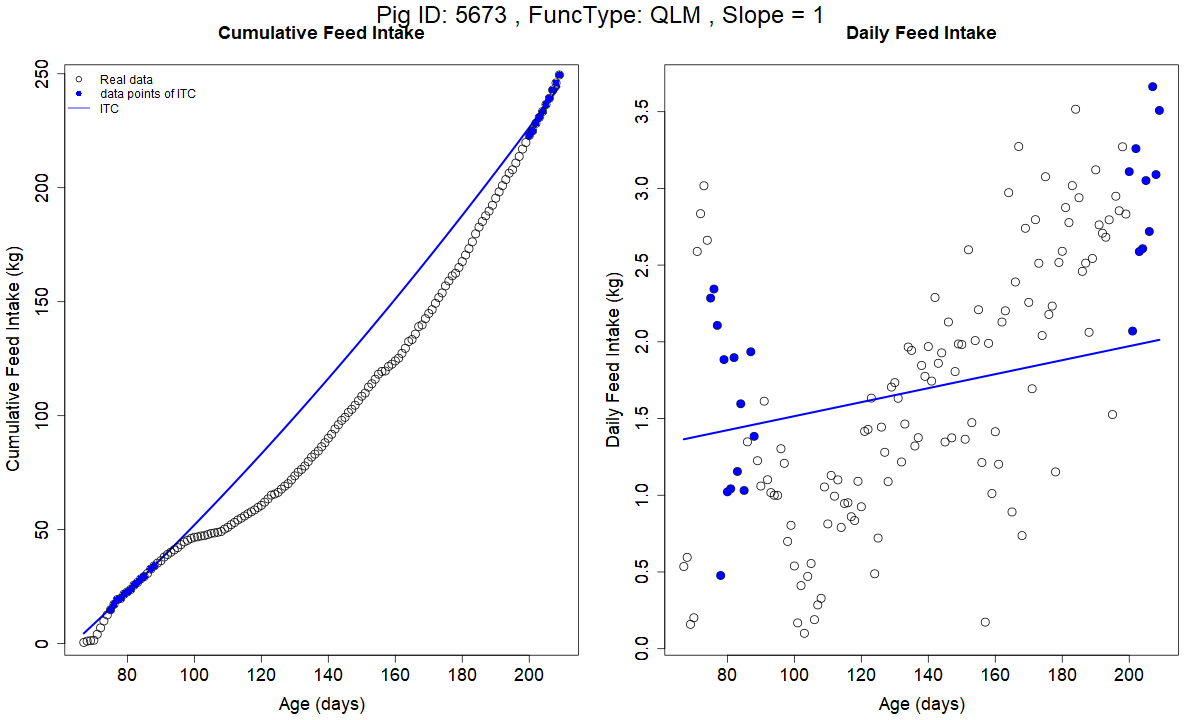 Pig ID: 5673 , FuncType: QLM , Slope = 1
Cumulative Feed Intake
Daily Feed Intake
Real data
data points of ITC
ITC
Cumulative Feed Intake (kg)
0
50
100
150
200
250
80
100
120
140
160
180
200
Age (days)
Daily Feed Intake (kg)
0.0
0.5
1.0
1.5
2.0
2.5
3.0
3.5
80
100
120
140
160
180
200
Age (days)